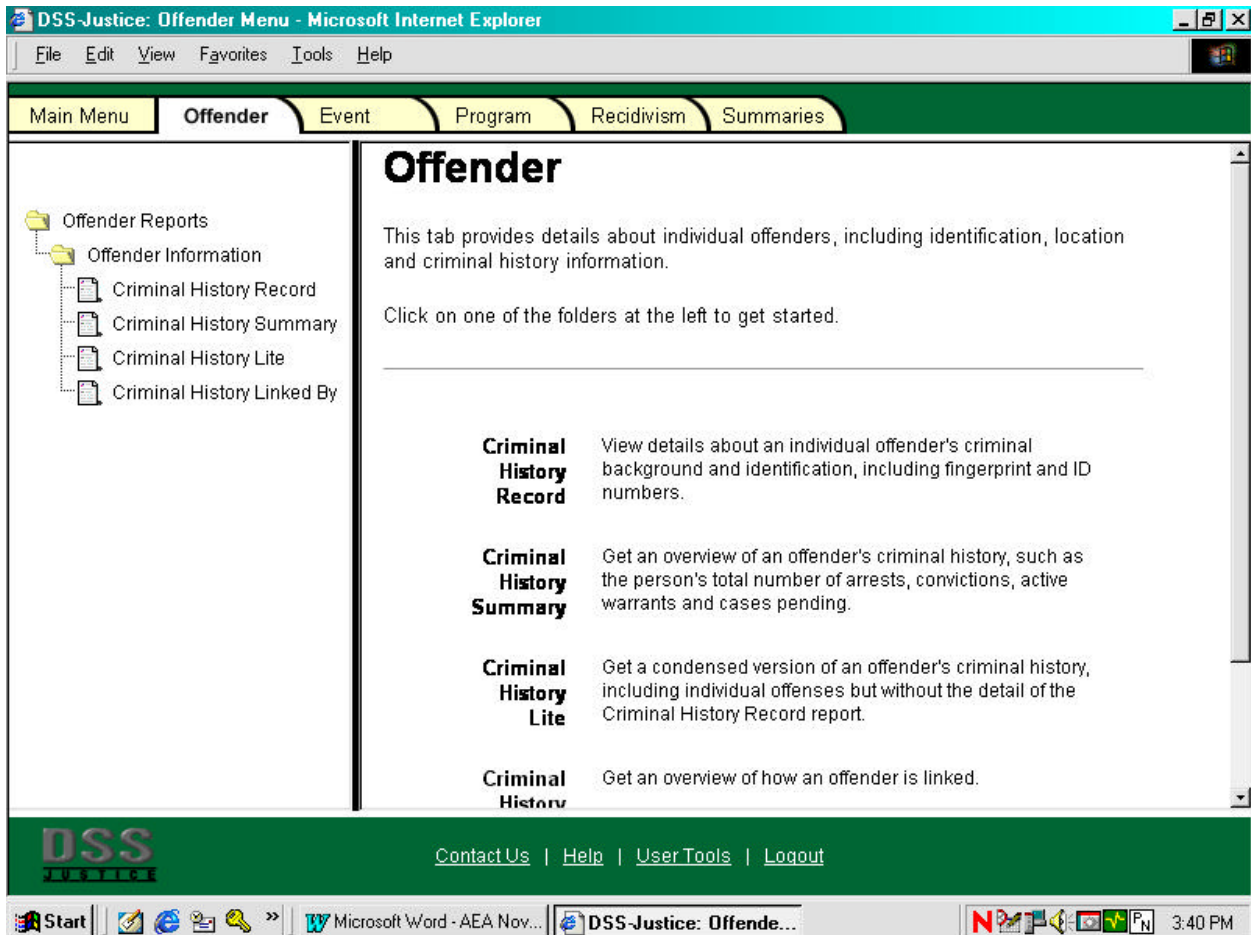 DSS-Justice: Offender Menu - Microsoft Internet Explorer
File Edit View Favorites Tools Help
Main Menu Offender Event Program Recidivism Summaries
Offender Reports
Offender Information
Criminal History Record
Criminal History Summary
Criminal History Lite
Criminal History Linked By
Offender
This tab provides details about individual offenders, including identification, location
and criminal history information.
Click on one of the folders at the left to get started.
Criminal
History
Record
View details about an individual offender's criminal
background and identification, including fingerprint and ID
numbers.
Criminal
History
Summary
Get an overview of an offender's criminal history, such as
the person's total number of arrests, convictions, active
warrants and cases pending.
Criminal
History
Lite
Get a condensed version of an offender's criminal history,
including individual offenses but without the detail of the
Criminal History Record report.
Criminal
History
Get an overview of how an offender is linked.
DSS
JUSTICE
Contact Us | Help | User Tools | Logout
Start » Microsoft Word - AEA Nov... DSS-Justice: Offende... N PN 3:40 PM